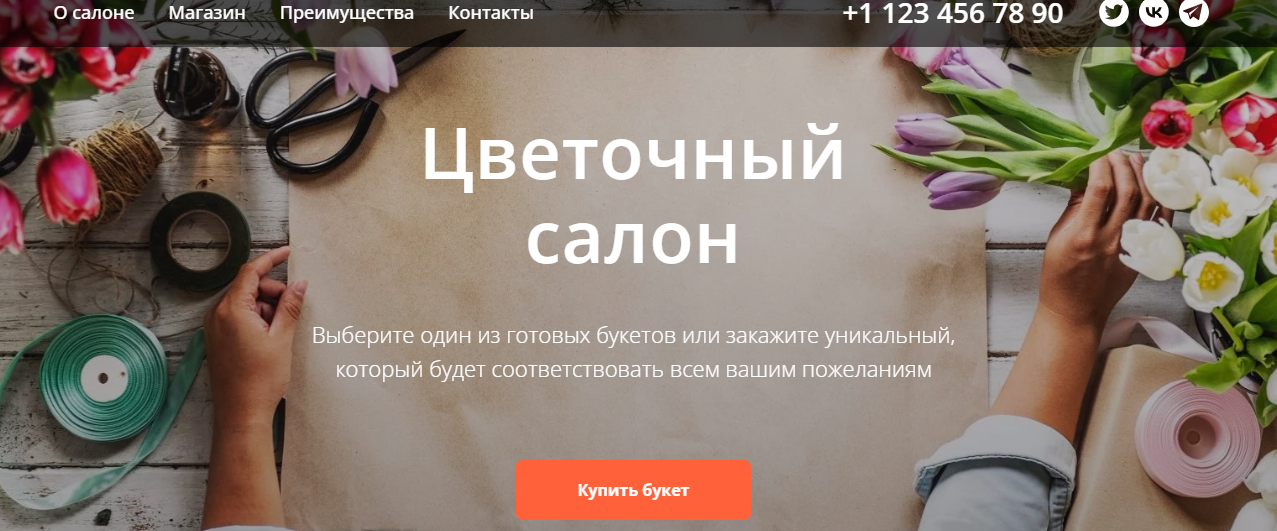 О салоне Магазин Преимущества Контакты +1 123 456 78 90
Цветочный
салон
Выберите один из готовых букетов или закажите уникальный,
который будет соответствовать всем вашим пожеланиям
Купить букет